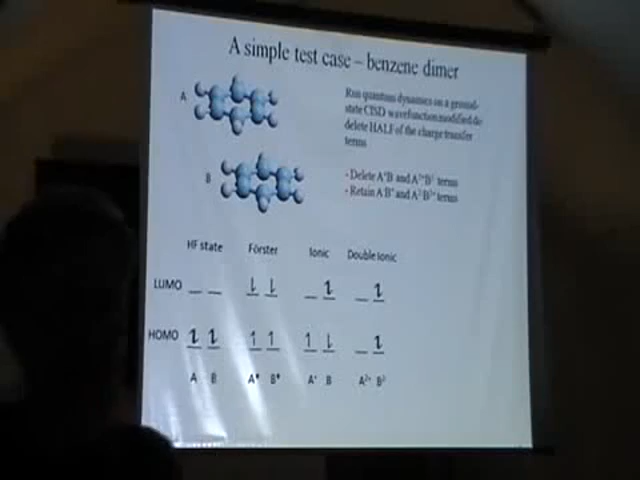 A simple test case – benzene dimer
A
Run quantum dynamics on a ground-
state CISD wavefunction modified to
delete HALF of the charge transfer
terms
B
• Delete A⁺B⁻ and A²⁺B²⁻ terms
• Retain A⁻B⁺ and A²⁻B²⁺ terms
HF state Förster Ionic Double Ionic
LUMO
HOMO
A B A* B* A⁺ B A²⁺ B²